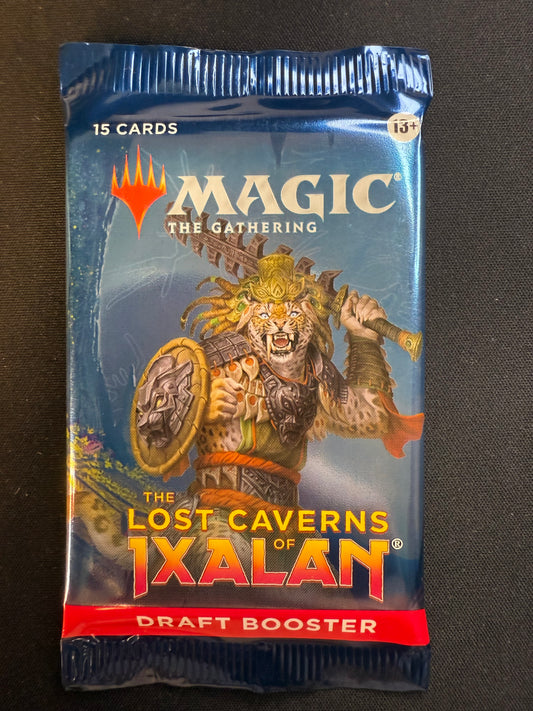 15 CARDS
13+
MAGIC®
THE GATHERING
THE
LOST CAVERNS
OF
IXALAN®
DRAFT BOOSTER